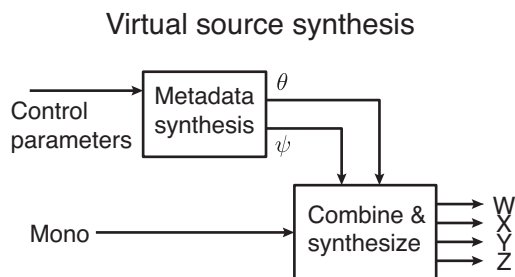 Virtual source synthesis
Control
parameters
Metadata
synthesis
θ
ψ
Mono
Combine &
synthesize
W
X
Y
Z